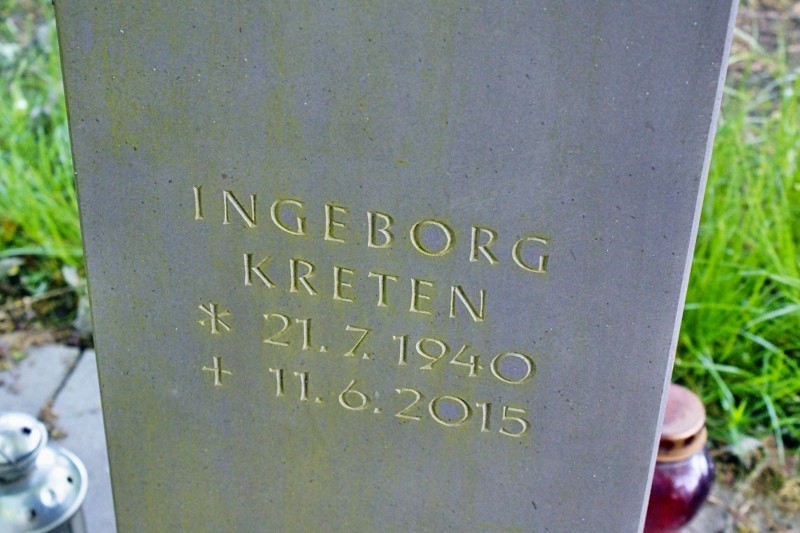 INGEBORG
KRETEN
* 21. 7. 1940
+ 11. 6. 2015